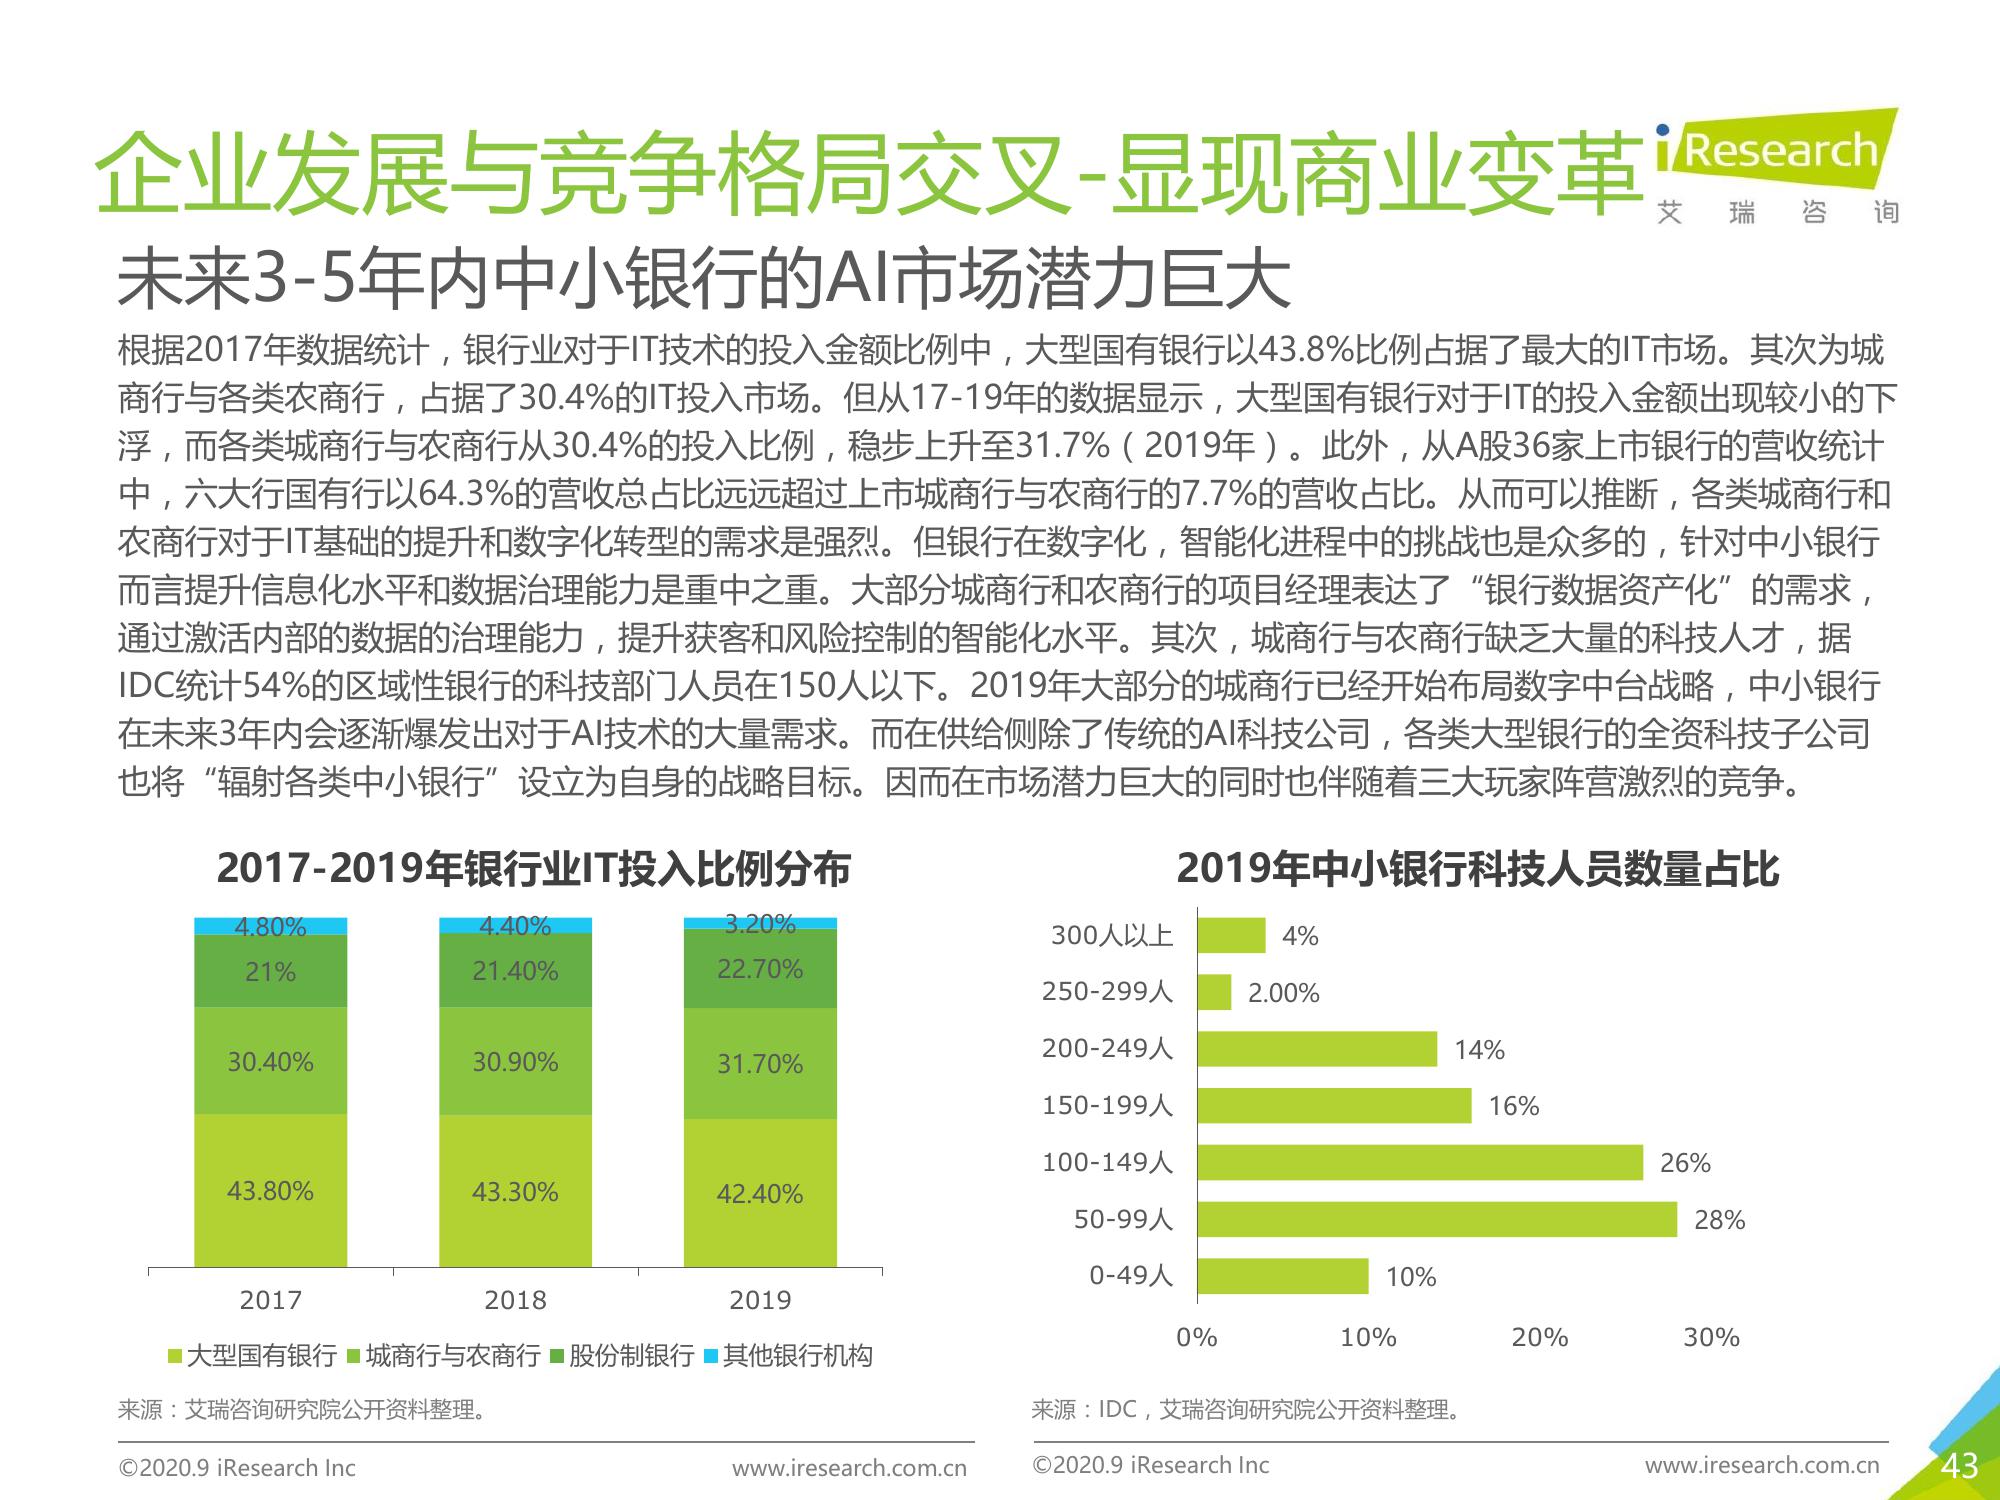 企业发展与竞争格局交叉-显现商业变革
iResearch
艾 瑞 咨 询
未来3-5年内中小银行的AI市场潜力巨大
根据2017年数据统计，银行业对于IT技术的投入金额比例中，大型国有银行以43.8%比例占据了最大的IT市场。其次为城
商行与各类农商行，占据了30.4%的IT投入市场。但从17-19年的数据显示，大型国有银行对于IT的投入金额出现较小的下
浮，而各类城商行与农商行从30.4%的投入比例，稳步上升至31.7%（2019年）。此外，从A股36家上市银行的营收统计
中，六大行国有行以64.3%的营收总占比远远超过上市城商行与农商行的7.7%的营收占比。从而可以推断，各类城商行和
农商行对于IT基础的提升和数字化转型的需求是强烈。但银行在数字化，智能化进程中的挑战也是众多的，针对中小银行
而言提升信息化水平和数据治理能力是重中之重。大部分城商行和农商行的项目经理表达了“银行数据资产化”的需求，
通过激活内部的数据的治理能力，提升获客和风险控制的智能化水平。其次，城商行与农商行缺乏大量的科技人才，据
IDC统计54%的区域性银行的科技部门人员在150人以下。2019年大部分的城商行已经开始布局数字中台战略，中小银行
在未来3年内会逐渐爆发出对于AI技术的大量需求。而在供给侧除了传统的AI科技公司，各类大型银行的全资科技子公司
也将“辐射各类中小银行”设立为自身的战略目标。因而在市场潜力巨大的同时也伴随着三大玩家阵营激烈的竞争。
2017-2019年银行业IT投入比例分布
4.80% 4.40% 3.20%
21% 21.40% 22.70%
30.40% 30.90% 31.70%
43.80% 43.30% 42.40%
2017 2018 2019
大型国有银行 城商行与农商行 股份制银行 其他银行机构
来源：艾瑞咨询研究院公开资料整理。
©2020.9 iResearch Inc www.iresearch.com.cn
2019年中小银行科技人员数量占比
300人以上 4%
250-299人 2.00%
200-249人 14%
150-199人 16%
100-149人 26%
50-99人 28%
0-49人 10%
0% 10% 20% 30%
来源：IDC，艾瑞咨询研究院公开资料整理。
©2020.9 iResearch Inc www.iresearch.com.cn
43